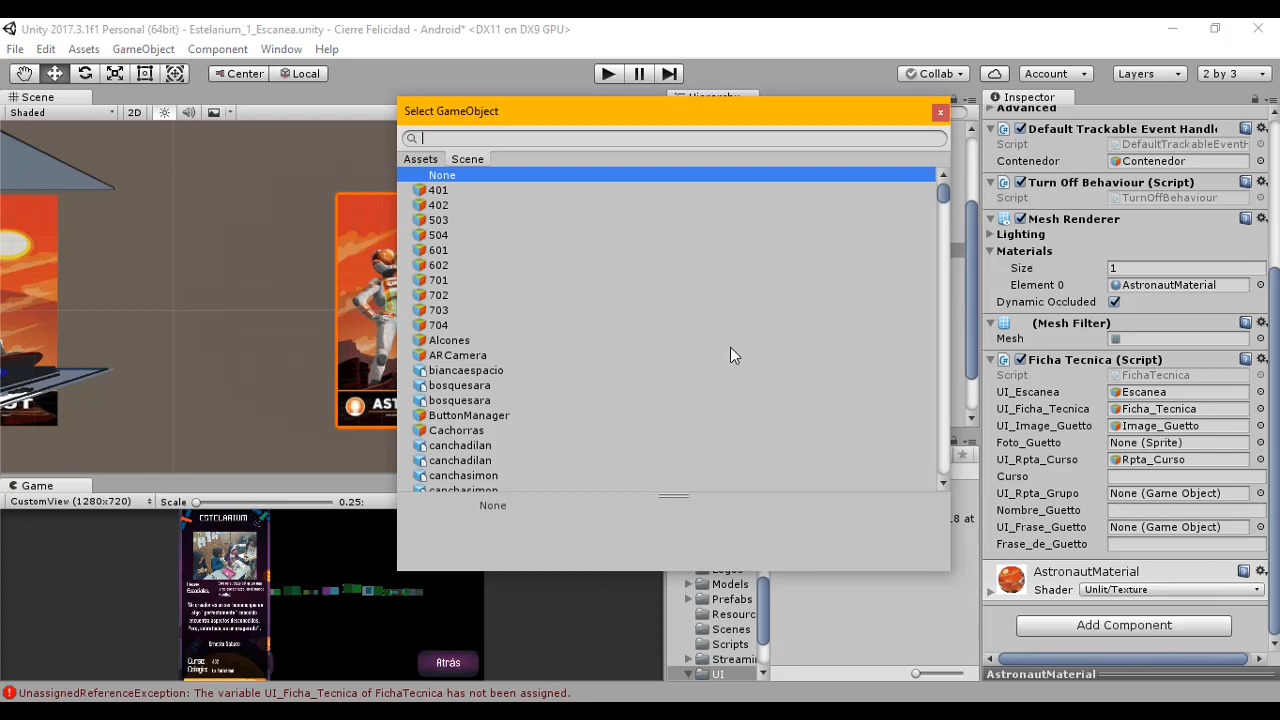 Unity 2017.3.1f1 Personal (64bit) - Estelarium_1_Escanea.unity - Cierre Felicidad - Android* <DX11 on DX9 GPU>
File Edit Assets GameObject Component Window Help
Center Local Collab Account Layers 2 by 3
Scene
Shaded 2D
Select GameObject
Assets Scene
None
401
402
503
504
601
602
701
702
703
704
Alcones
ARCamera
biancaespacio
bosquesara
bosquesara
ButtonManager
Cachorras
canchadilan
canchadilan
canchasimon
canchasimon
None
Inspector
Advanced
Default Trackable Event Handl
Script DefaultTrackableEventH
Contenedor Contenedor
Turn Off Behaviour (Script)
Script TurnOffBehaviour
Mesh Renderer
Lighting
Materials
Size 1
Element 0 AstronautMaterial
Dynamic Occluded
(Mesh Filter)
Mesh
Ficha Tecnica (Script)
Script FichaTecnica
UI_Escanea Escanea
UI_Ficha_Tecnica Ficha_Tecnica
UI_Image_Guetto Image_Guetto
Foto_Guetto None (Sprite)
UI_Rpta_Curso Rpta_Curso
Curso
UI_Rpta_Grupo None (Game Object)
Nombre_Guetto
UI_Frase_Guetto None (Game Object)
Frase_de_Guetto
AstronautMaterial
Shader Unlit/Texture
Add Component
AstronautMaterial
Game
CustomView (1280x720) Scale 0.25:
Atrás
Ernesto Sabato
18 at
Models
Prefabs
Resourc
Scenes
Scripts
Streamin
UI
UnassignedReferenceException: The variable UI_Ficha_Tecnica of FichaTecnica has not been assigned.